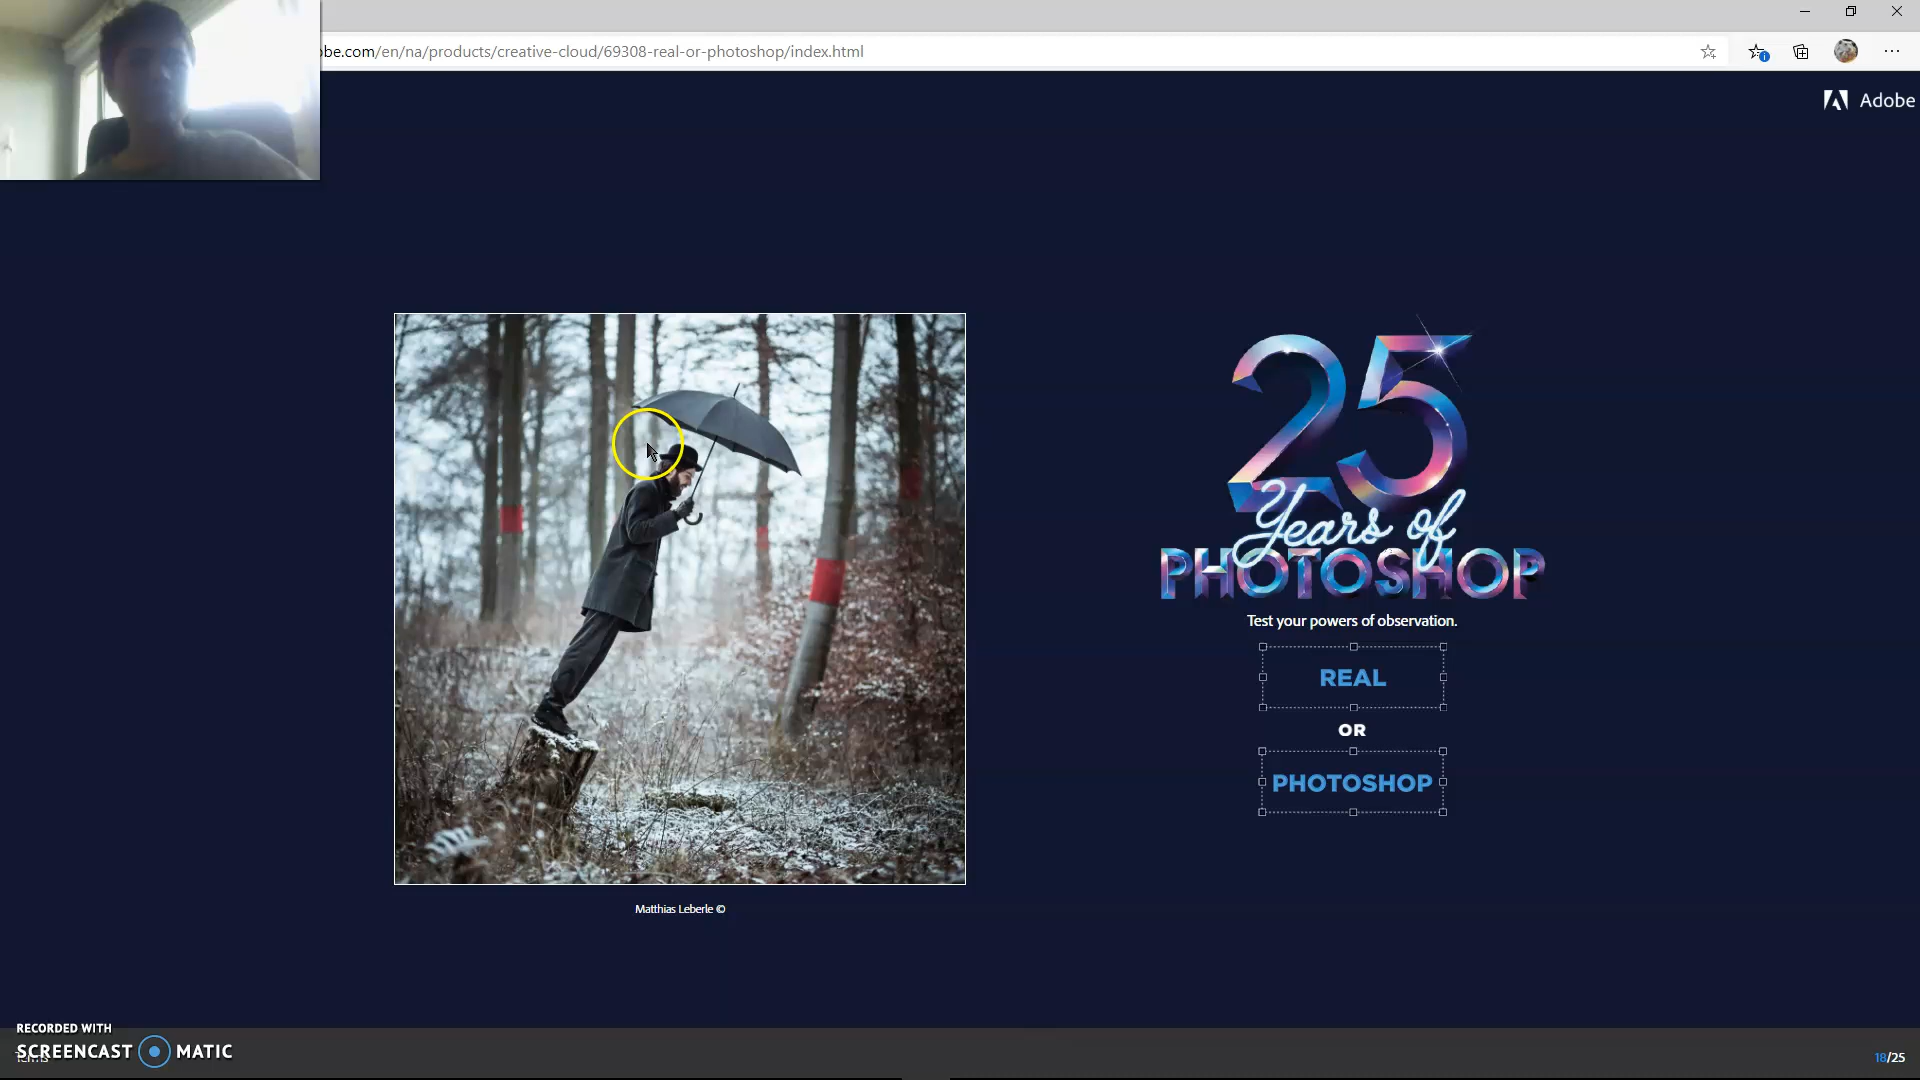 be.com/en/na/products/creative-cloud/69308-real-or-photoshop/index.html
Adobe
25
Years of
PHOTOSHOP
Test your powers of observation.
REAL
OR
PHOTOSHOP
Matthias Leberle ©
RECORDED WITH
SCREENCAST MATIC
Terms
18/25